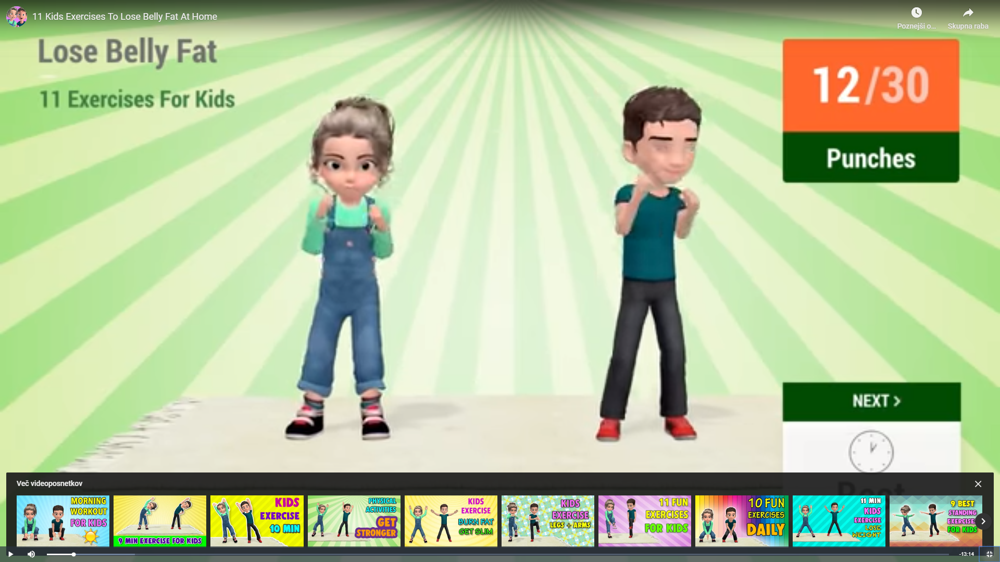 11 Kids Exercises To Lose Belly Fat At Home
Poznejši o...
Skupna raba
Lose Belly Fat
11 Exercises For Kids
12/30
Punches
NEXT >
Rest
Več videoposnetkov
MORNING
WORKOUT
FOR KIDS
9 MIN EXERCISE FOR KIDS
KIDS
EXERCISE
10 MIN
PHYSICAL
ACTIVITIES
GET
STRONGER
KIDS
EXERCISE
BURN FAT
GET SLIM
KIDS
EXERCISE
LEGS + ARMS
11 FUN
EXERCISES
FOR KIDS
10 FUN
EXERCISES
DAILY
11 MIN
KIDS
EXERCISE
LOSE
WEIGHT
9 BEST
STANDING
EXERCISES
FOR KIDS
-13:14